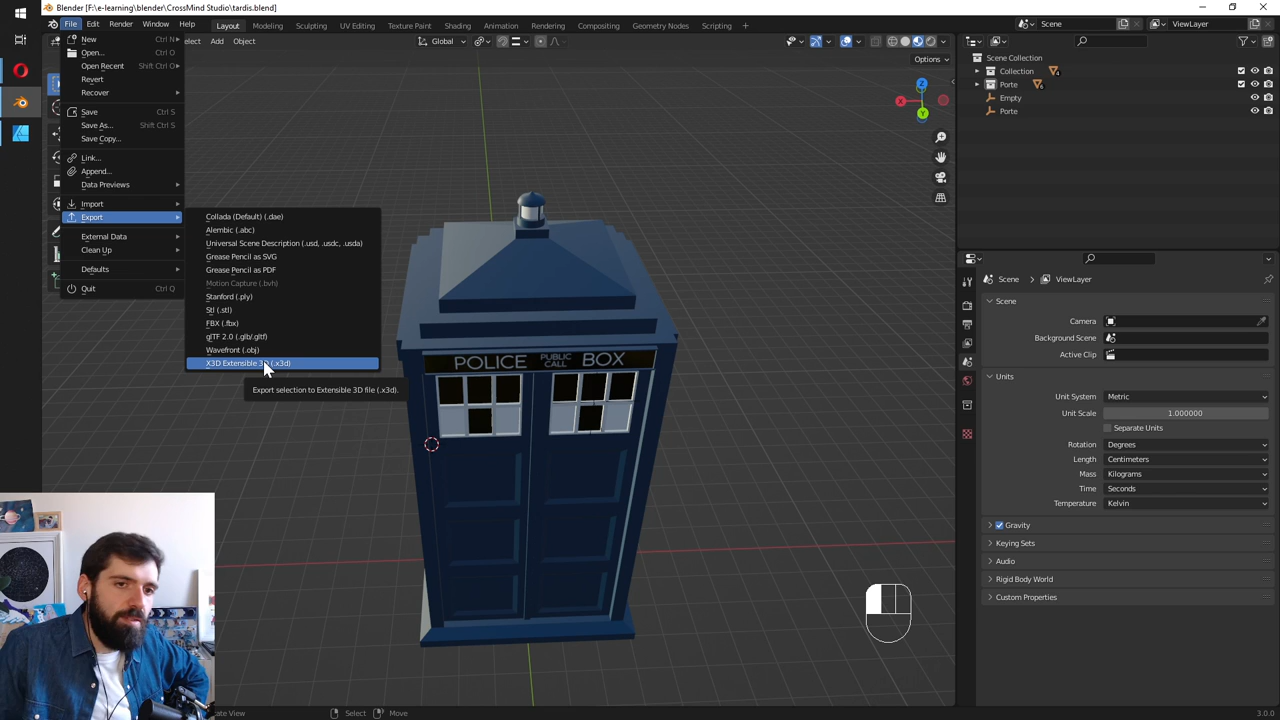 Blender [F:\e-learning\blender\CrossMind Studio\tardis.blend]
File Edit Render Window Help
Layout Modeling Sculpting UV Editing Texture Paint Shading Animation Rendering Compositing Geometry Nodes Scripting +
Scene
ViewLayer
lect Add Object
Global
Options
New Ctrl N
Open... Ctrl O
Open Recent Shift Ctrl O
Revert
Recover
Save Ctrl S
Save As... Shift Ctrl S
Save Copy...
Link...
Append...
Data Previews
Import
Export
External Data
Clean Up
Defaults
Quit Ctrl Q
Collada (Default) (.dae)
Alembic (.abc)
Universal Scene Description (.usd, .usdc, .usda)
Grease Pencil as SVG
Grease Pencil as PDF
Motion Capture (.bvh)
Stanford (.ply)
Stl (.stl)
FBX (.fbx)
glTF 2.0 (.glb/.gltf)
Wavefront (.obj)
X3D Extensible 3D (.x3d)
Export selection to Extensible 3D file (.x3d).
POLICE PUBLIC CALL BOX
Z
X
Y
Scene Collection
Collection 4
Porte 6
Empty
Porte
Scene ViewLayer
Scene
Camera
Background Scene
Active Clip
Units
Unit System Metric
Unit Scale 1.000000
Separate Units
Rotation Degrees
Length Centimeters
Mass Kilograms
Time Seconds
Temperature Kelvin
Gravity
Keying Sets
Audio
Rigid Body World
Custom Properties
tate View Select Move
3.0.0